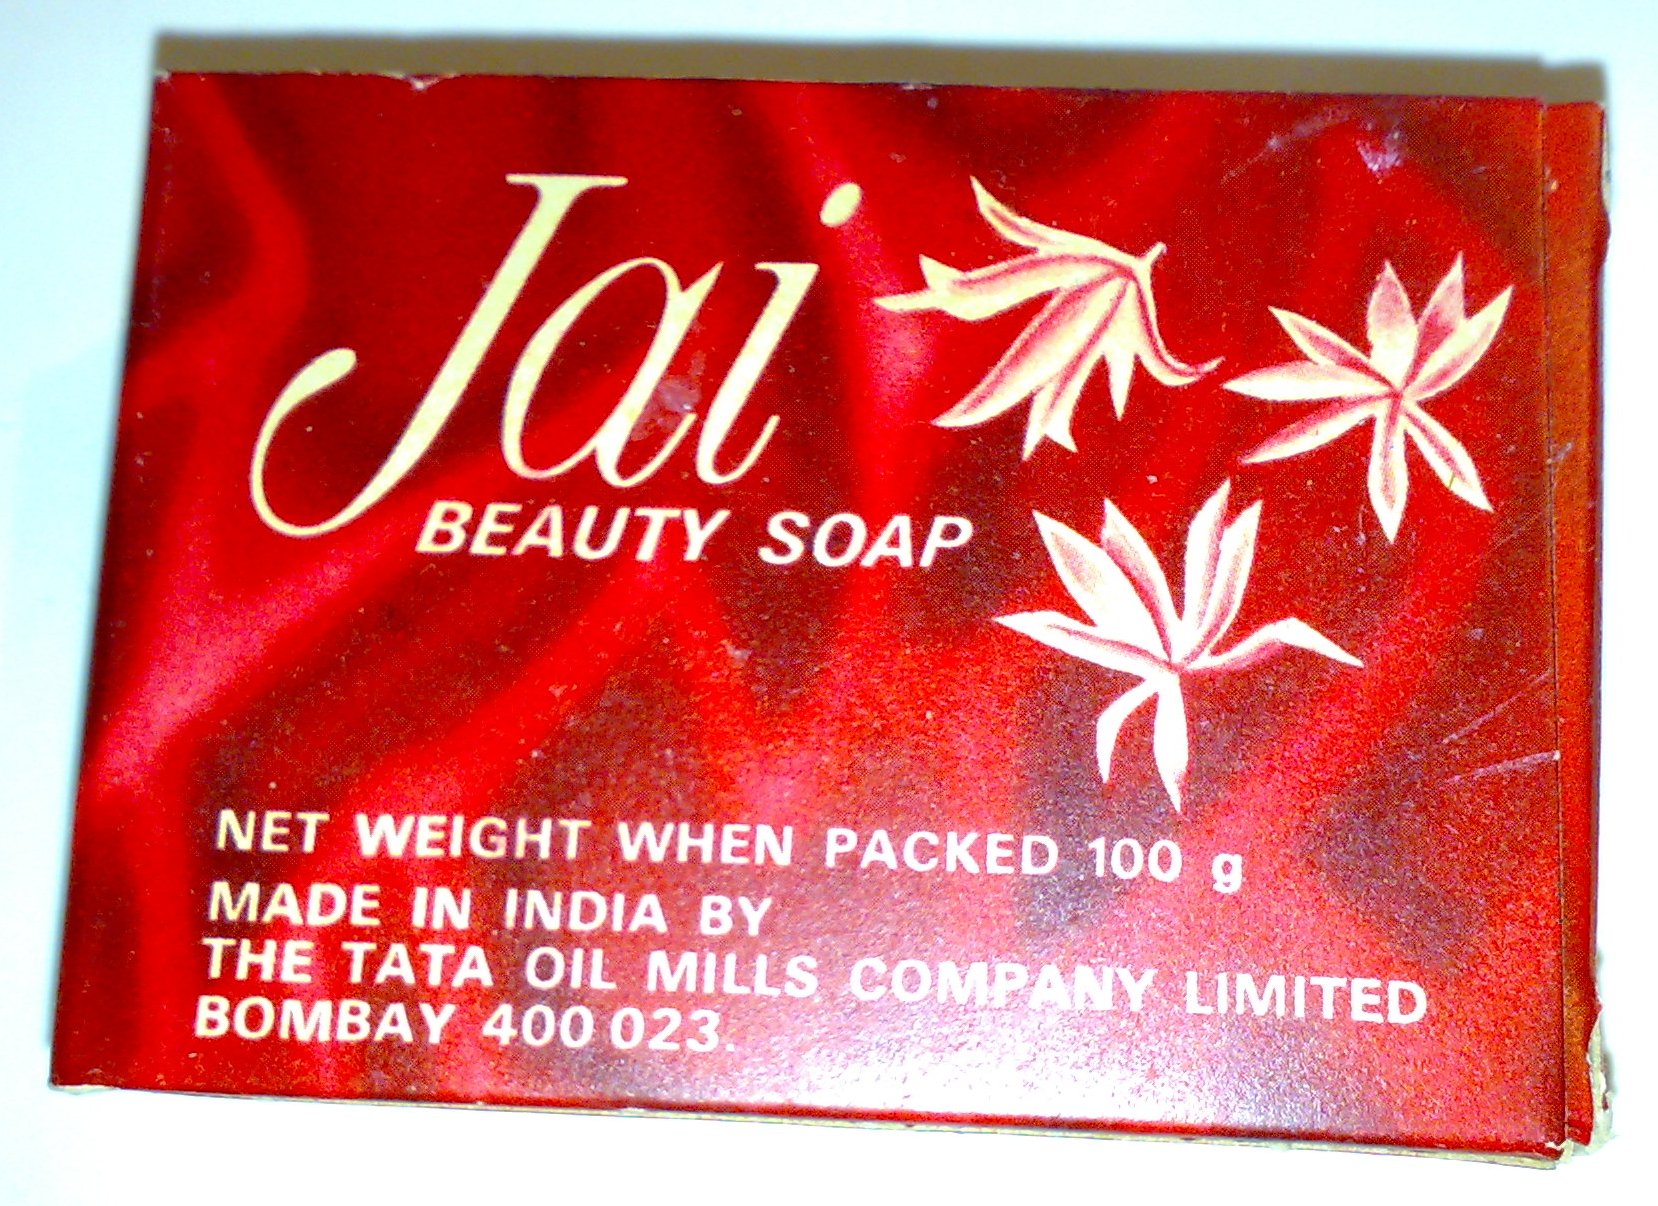 Jai
BEAUTY SOAP
NET WEIGHT WHEN PACKED 100 g
MADE IN INDIA BY
THE TATA OIL MILLS COMPANY LIMITED
BOMBAY 400 023.